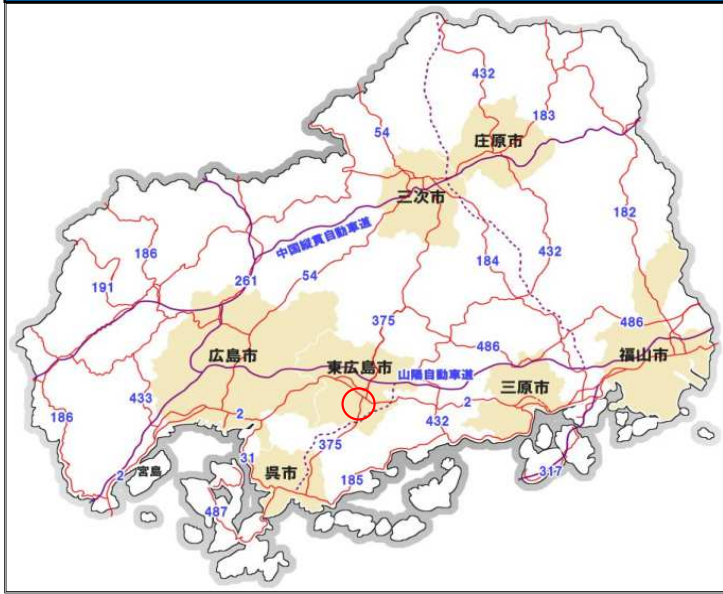 432
183
54
庄原市
三次市
182
中国縦貫自動車道
186
432
184
191
261
54
375
486
486
広島市
東広島市
山陽自動車道
福山市
三原市
433
2
2
432
186
375
31
呉市
185
2
宮島
317
487